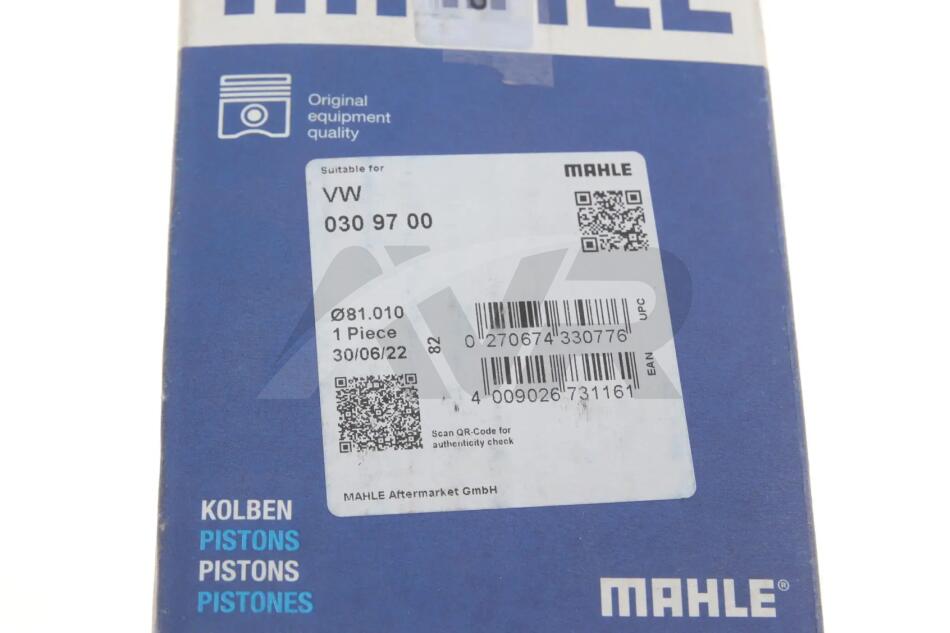 MAHLE
Original
equipment
quality
Suitable for
MAHLE
VW
030 97 00
Ø81.010
1 Piece
30/06/22
82
0 270674 330776
UPC
4 009026 731161
EAN
Scan QR-Code for
authenticity check
MAHLE Aftermarket GmbH
AVR
KOLBEN
PISTONS
PISTONS
PISTONES
MAHLE®